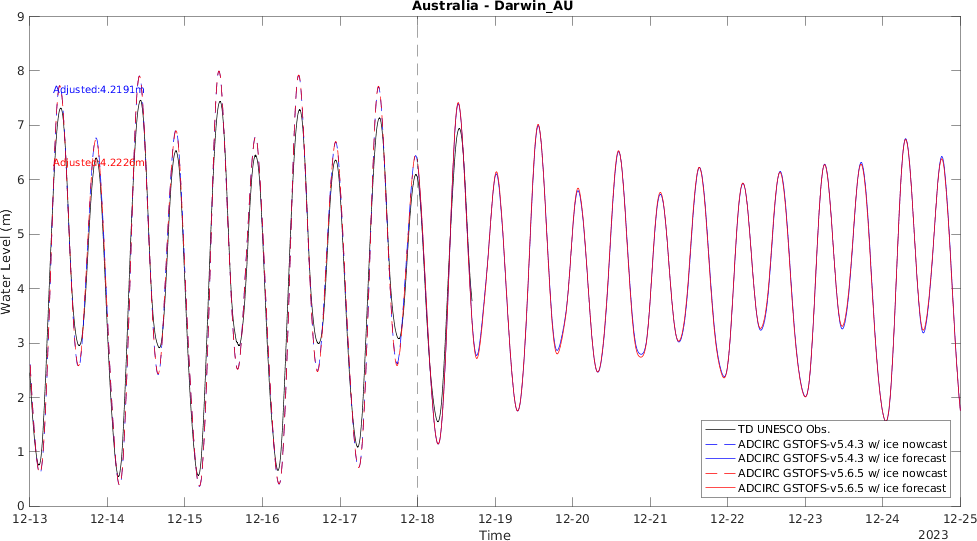 Australia - Darwin_AU
Water Level (m)
9
8
7
6
5
4
3
2
1
0
Adjusted:4.2191m
Adjusted:4.2226m
TD UNESCO Obs.
ADCIRC GSTOFS-v5.4.3 w/ ice nowcast
ADCIRC GSTOFS-v5.4.3 w/ ice forecast
ADCIRC GSTOFS-v5.6.5 w/ ice nowcast
ADCIRC GSTOFS-v5.6.5 w/ ice forecast
12-13 12-14 12-15 12-16 12-17 12-18 12-19 12-20 12-21 12-22 12-23 12-24 12-25
Time
2023